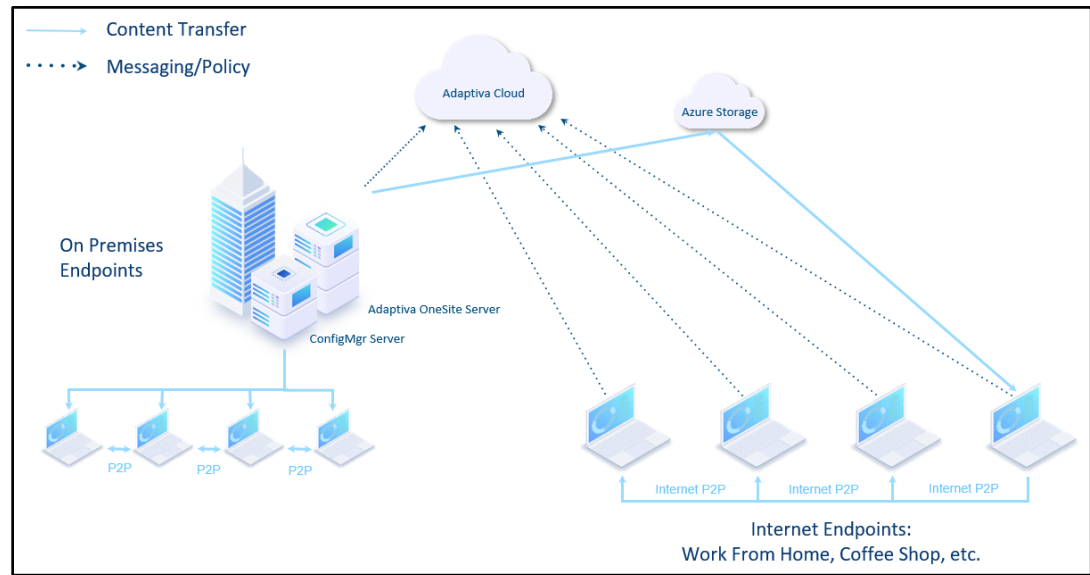 Content Transfer
Messaging/Policy
Adaptiva Cloud
Azure Storage
On Premises
Endpoints
Adaptiva OneSite Server
ConfigMgr Server
P2P
P2P
P2P
Internet P2P
Internet P2P
Internet P2P
Internet Endpoints:
Work From Home, Coffee Shop, etc.